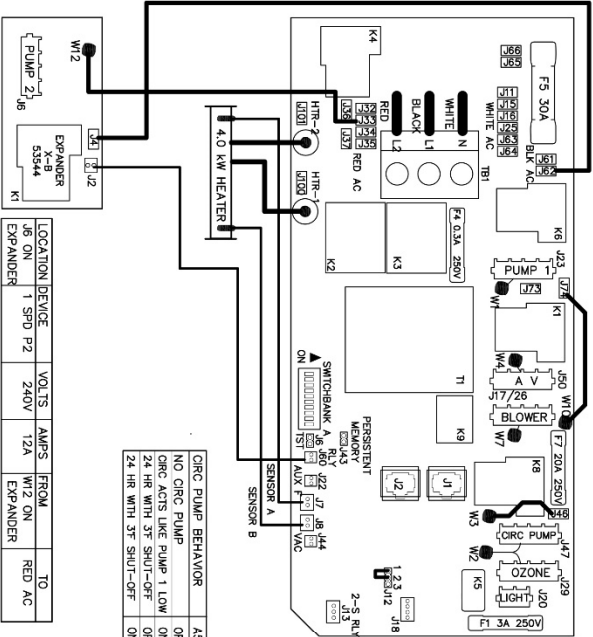 W12
PUMP 2
J6
EXPANDER
X-B
53544
K1
J4
J2
LOCATION DEVICE VOLTS AMPS FROM TO
J6 ON EXPANDER 1 SPD P2 240V 12A W12 ON EXPANDER RED AC
HTR-2
J101
4.0 kW HEATER
HTR-1
J100
K4
J36
J37
J32
J33
J34
J35
RED AC
RED
BLACK
WHITE
L2
L1
N
TB1
J66
J65
F5 30A
J11
J15
J16
J25
J63
J64
WHITE AC
BLK AC
J61
J62
K6
F4 0.3A 250V
K2
K3
J23
PUMP 1
J73
J74
W1
K1
W4
J50
A V
J17/26
BLOWER
W10
W7
F7 20A 250V
T1
K9
K8
J46
W3
CIRC PUMP
J47
W2
OZONE
J29
K5
LIGHT
J20
F1 3A 250V
ON
SWITCHBANK A
PERSISTENT
MEMORY
J43
J6
TST
RLY
J60
J22
AUX F
J7
J8
J44
VAC
SENSOR A
SENSOR B
J2
J1
1 2 3
J12
J18
2-S RLY
J13
CIRC PUMP BEHAVIOR
NO CIRC PUMP
CIRC ACTS LIKE PUMP 1 LOW
24 HR WITH 3°F SHUT-OFF
24 HR WITH 3°F SHUT-OFF